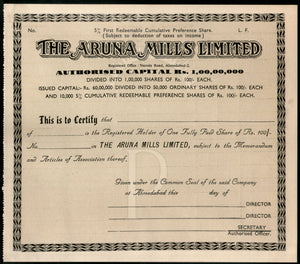 No. 5% First Redeemable Cumulative Preference Share. L. F.
(Subject to deduction of taxes on income)
THE ARUNA MILLS LIMITED
Registered Office : Naroda Road, Ahmedabad-2.
AUTHORISED CAPITAL Rs. 1,00,00,000
DIVIDED INTO 1,00,000 SHARES OF Rs. 100/- EACH.
ISSUED CAPITAL:- Rs. 60,00,000 DIVIDED INTO 50,000 ORDINARY SHARES OF Rs. 100/- EACH
AND 10,000 5% CUMULATIVE REDEEMABLE PREFERENCE SHARES OF Rs. 100/- EACH.
This is to Certify that
of is the Registered Holder of One Fully Paid Share of Rs. 100/-
No. in THE ARUNA MILLS LIMITED, subject to the Memorandum
and Articles of Association thereof.
Given under the Common Seal of the said Company
at Ahmedabad this day of
DIRECTOR
DIRECTOR
SECRETARY
Authorised Officer.